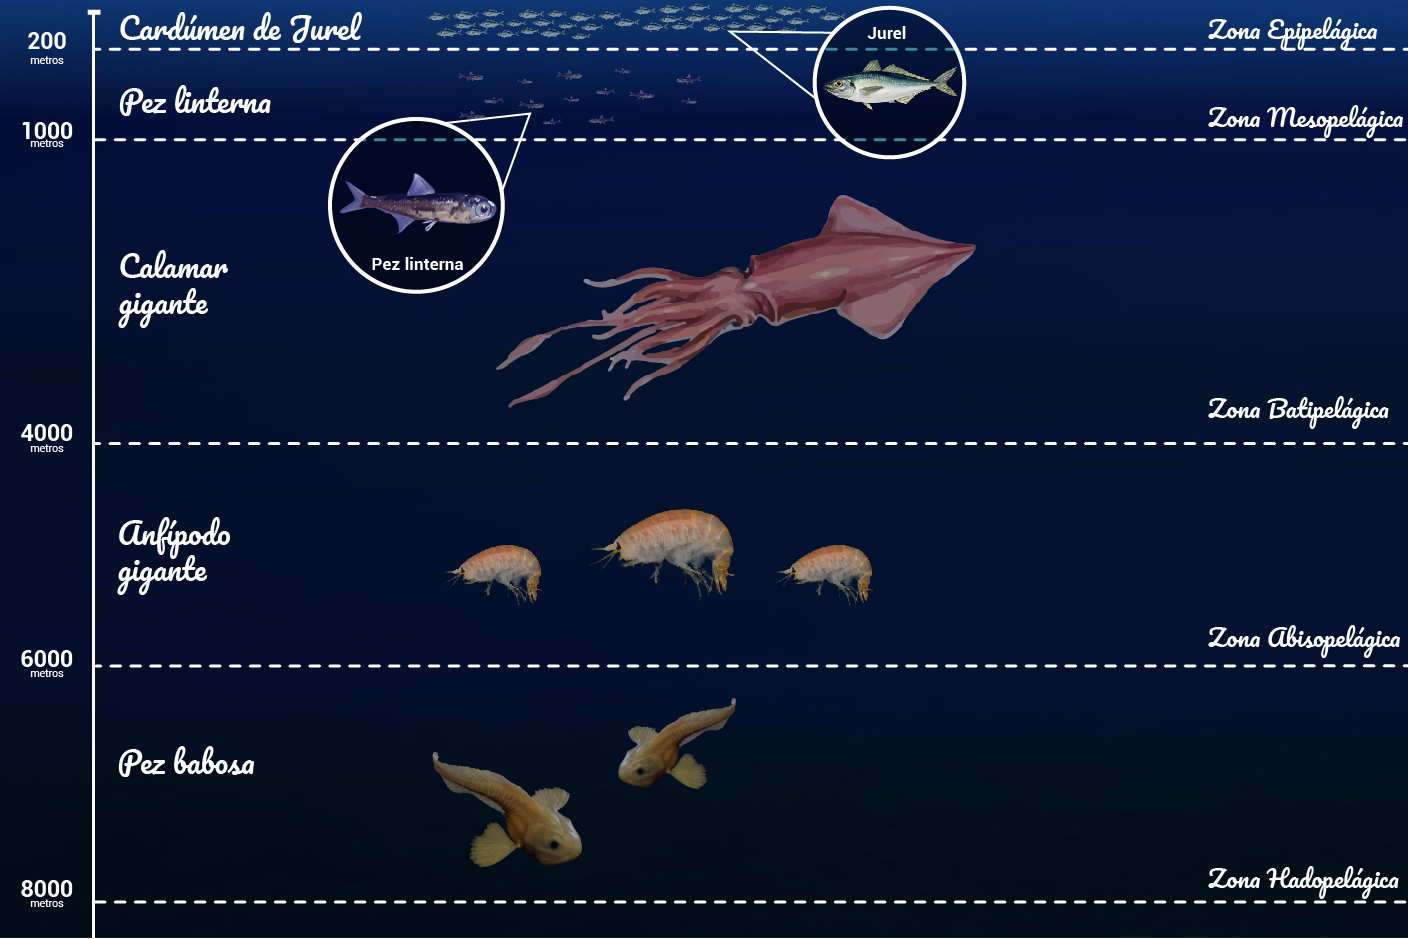 Cardúmen de Jurel
Jurel
Zona Epipelágica
200
metros
Pez linterna
Zona Mesopelágica
1000
metros
Pez linterna
Calamar
gigante
Zona Batipelágica
4000
metros
Anfípodo
gigante
Zona Abisopelágica
6000
metros
Pez babosa
Zona Hadopelágica
8000
metros